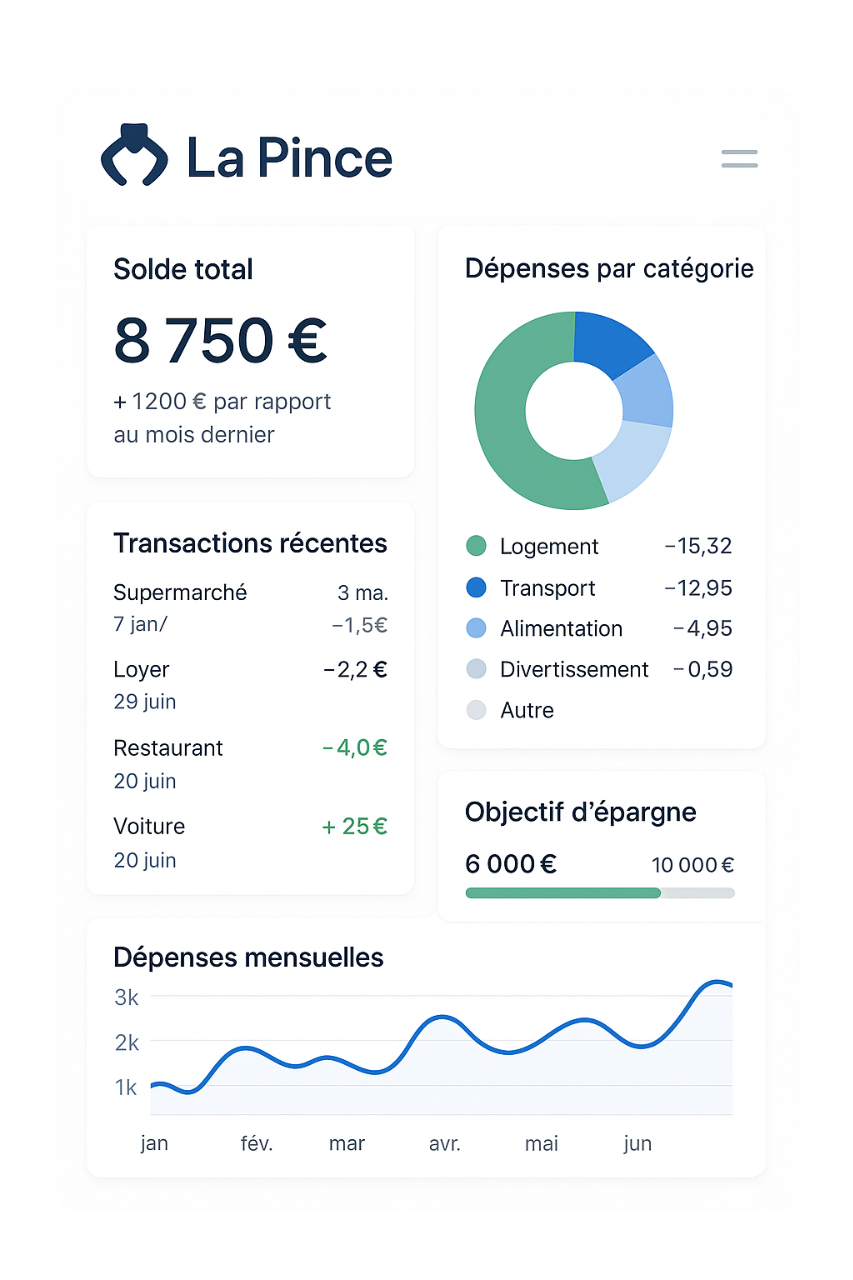 La Pince
Solde total
8 750 €
+ 1200 € par rapport
au mois dernier
Transactions récentes
Supermarché 3 ma.
7 jan/ −1,5€
Loyer −2,2 €
29 juin
Restaurant −4,0€
20 juin
Voiture + 25€
20 juin
Dépenses par catégorie
Logement −15,32
Transport −12,95
Alimentation −4,95
Divertissement −0,59
Autre
Objectif d’épargne
6 000 € 10 000 €
Dépenses mensuelles
3k
2k
1k
jan fév. mar avr. mai jun